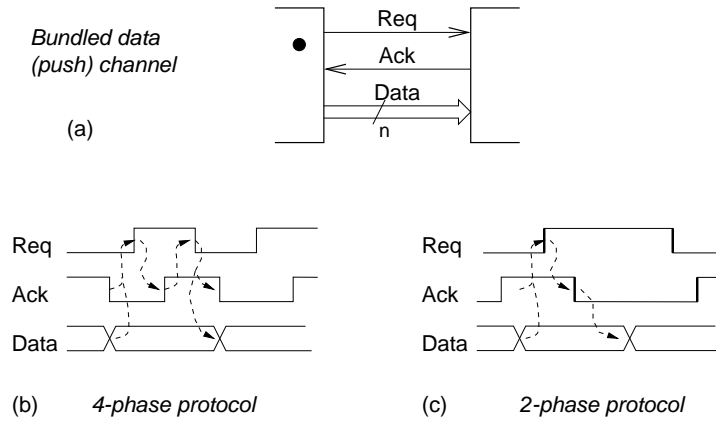 Bundled data
(push) channel
(a)
Req
Ack
Data
n
Req
Ack
Data
(b) 4-phase protocol
Req
Ack
Data
(c) 2-phase protocol